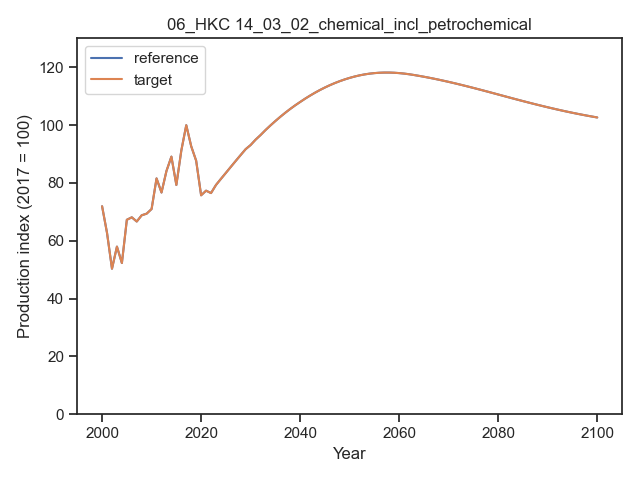 06_HKC 14_03_02_chemical_incl_petrochemical
reference
target
Production index (2017 = 100)
120
100
80
60
40
20
0
2000 2020 2040 2060 2080 2100
Year